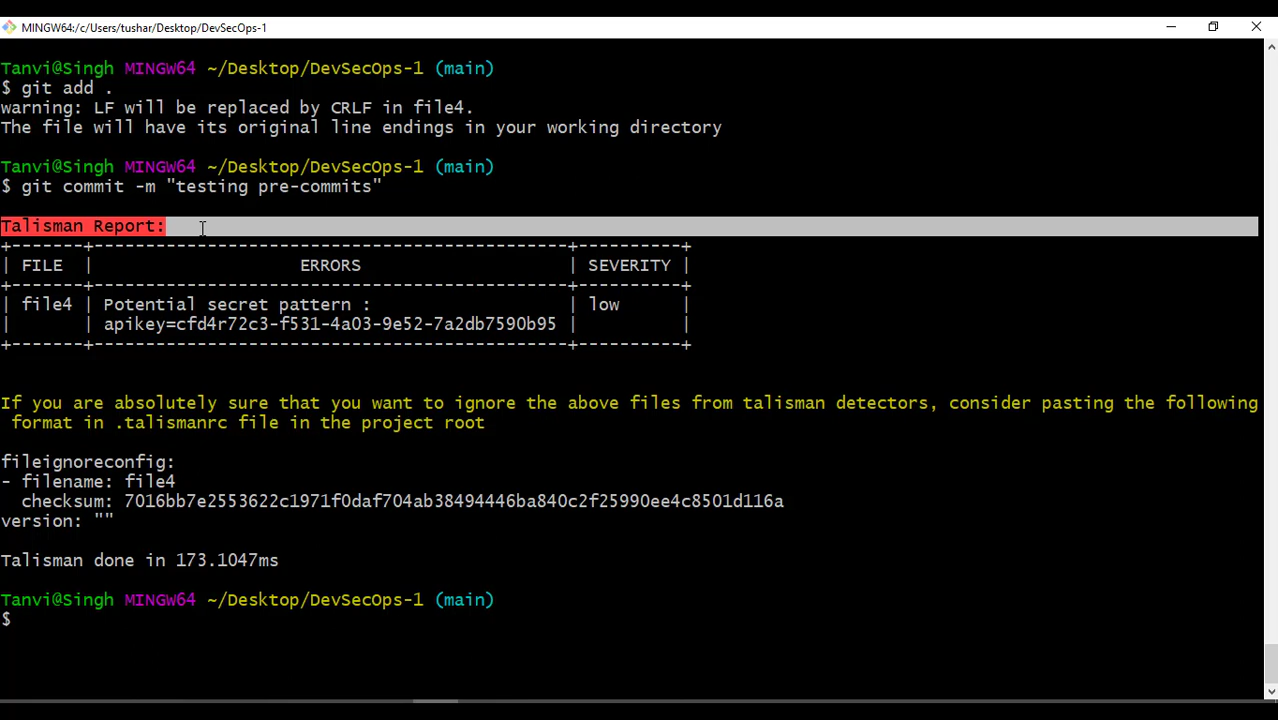 MINGW64:/c/Users/tushar/Desktop/DevSecOps-1
Tanvi@Singh MINGW64 ~/Desktop/DevSecOps-1 (main)
$ git add .
warning: LF will be replaced by CRLF in file4.
The file will have its original line endings in your working directory
Tanvi@Singh MINGW64 ~/Desktop/DevSecOps-1 (main)
$ git commit -m "testing pre-commits"
Talisman Report:
+-------+-----------------------------------------------+----------+
| FILE | ERRORS | SEVERITY |
+-------+-----------------------------------------------+----------+
| file4 | Potential secret pattern : | low |
| | apikey=cfd4r72c3-f531-4a03-9e52-7a2db7590b95 | |
+-------+-----------------------------------------------+----------+
If you are absolutely sure that you want to ignore the above files from talisman detectors, consider pasting the following
format in .talismanrc file in the project root
fileignoreconfig:
- filename: file4
checksum: 7016bb7e2553622c1971f0daf704ab38494446ba840c2f25990ee4c8501d116a
version: ""
Talisman done in 173.1047ms
Tanvi@Singh MINGW64 ~/Desktop/DevSecOps-1 (main)
$